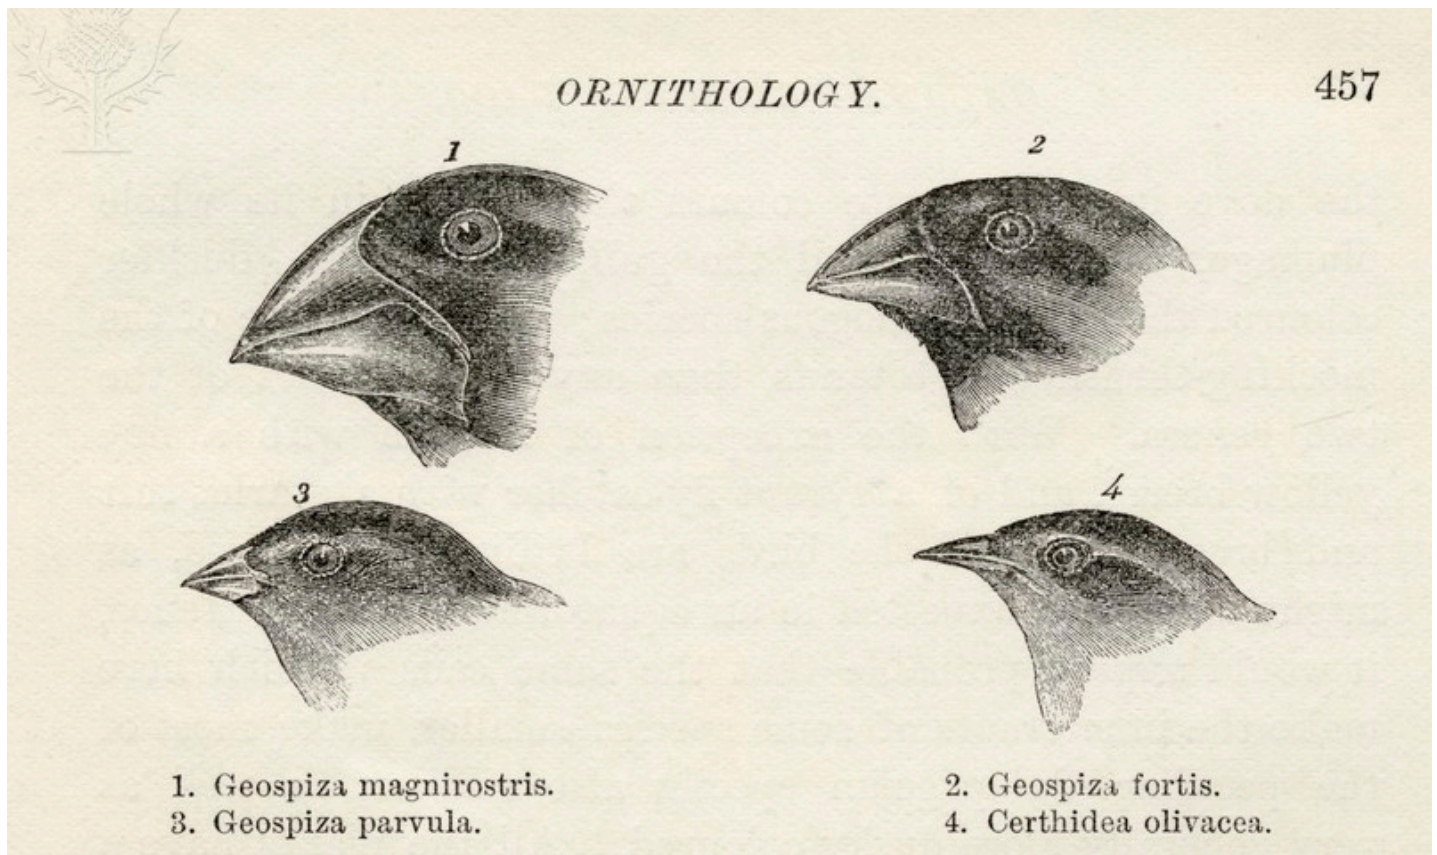 ORNITHOLOGY.
457
1
2
3
4
1. Geospiza magnirostris.
2. Geospiza fortis.
3. Geospiza parvula.
4. Certhidea olivacea.